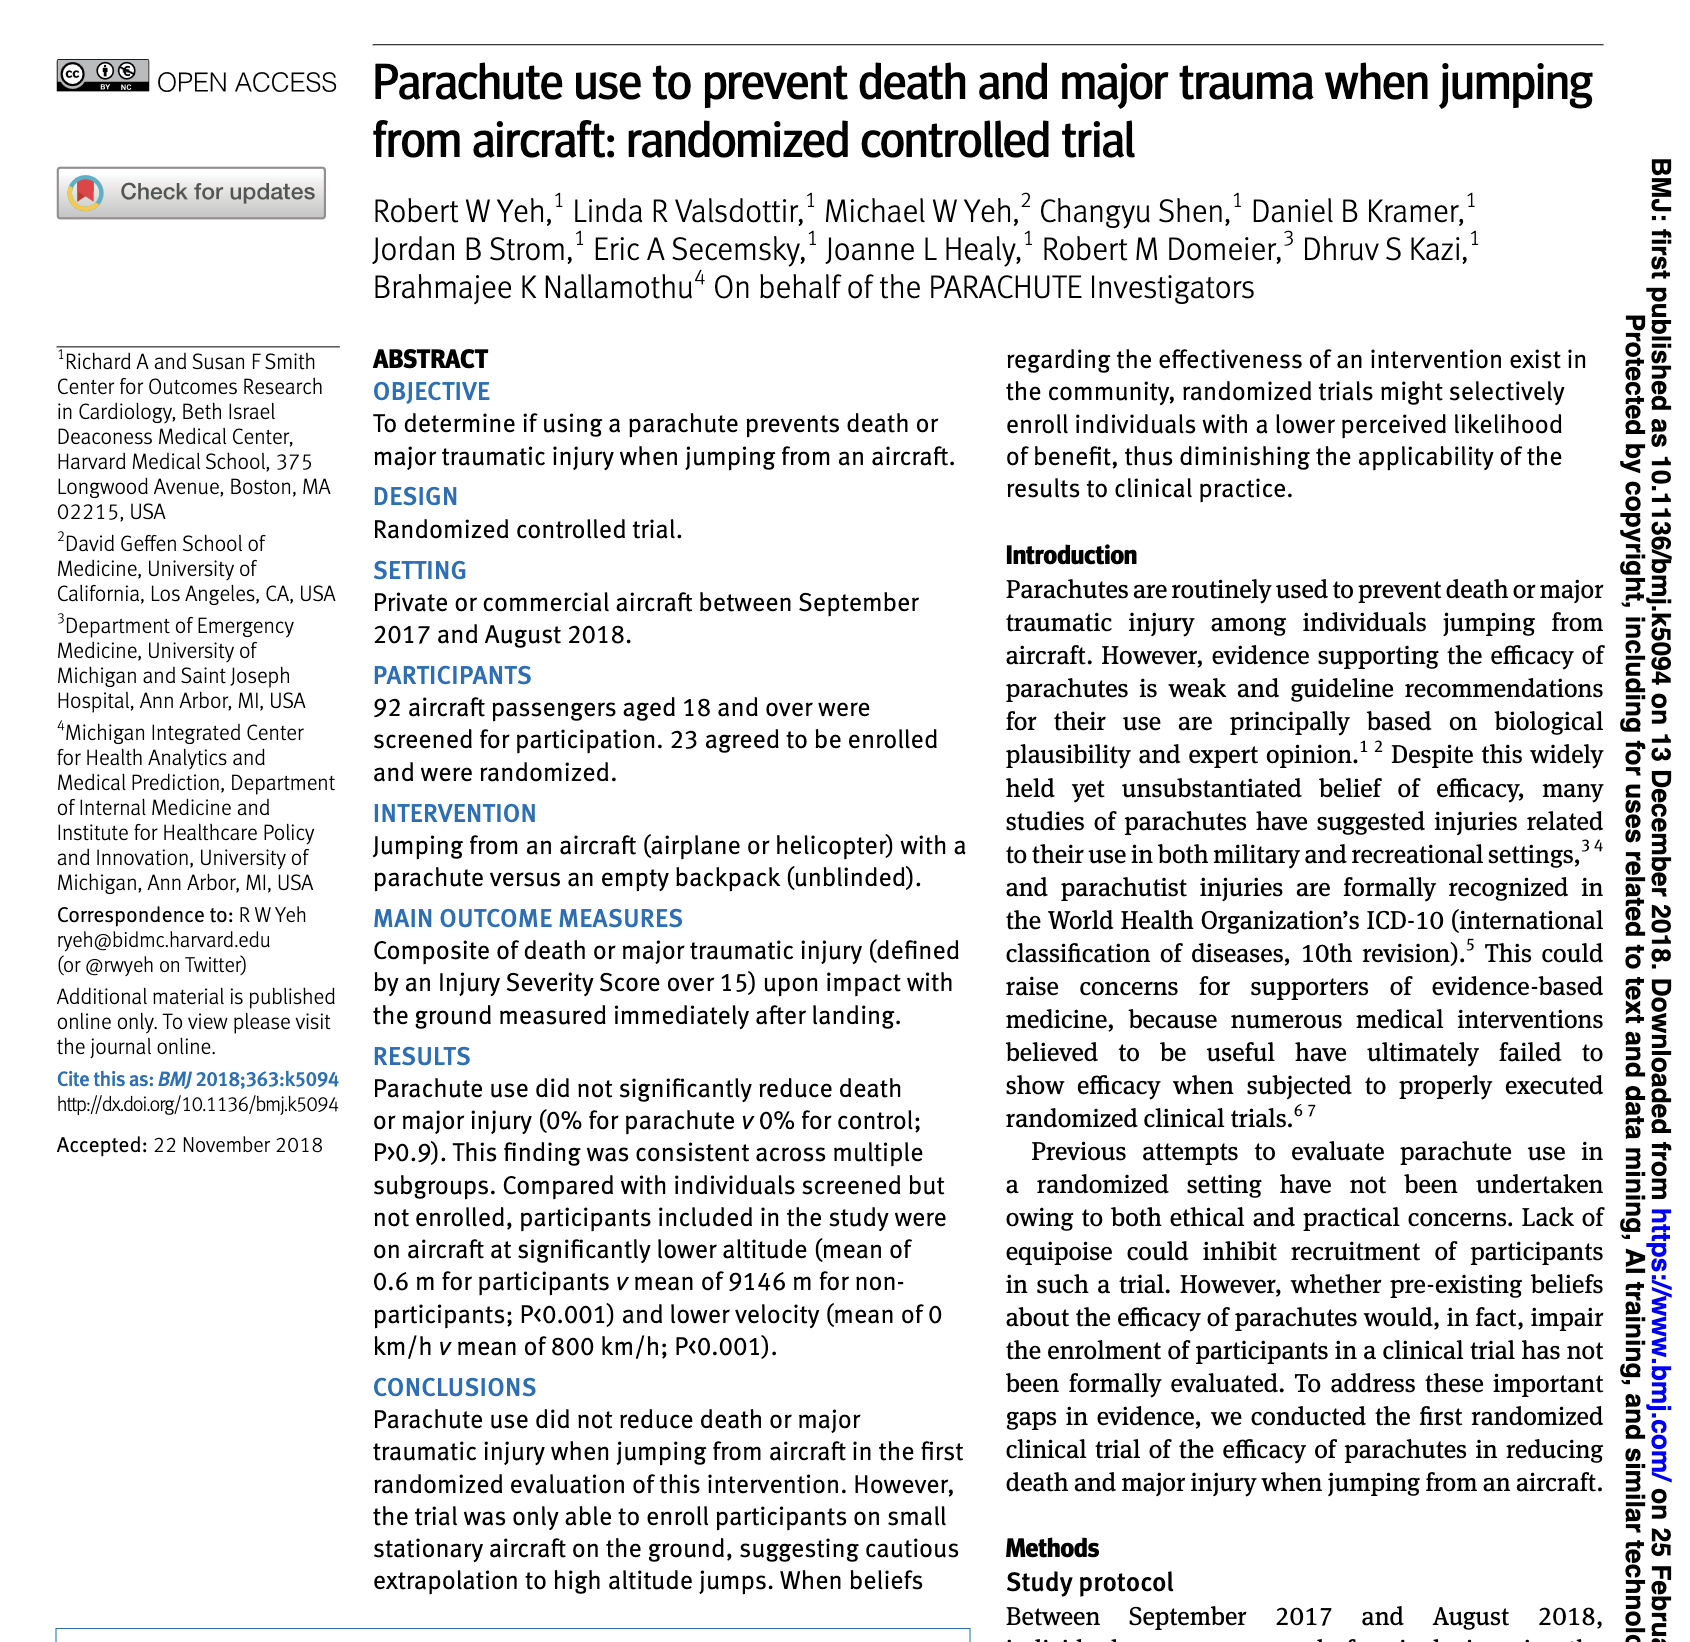 OPEN ACCESS
cc
BY NC
Check for updates
Parachute use to prevent death and major trauma when jumping
from aircraft: randomized controlled trial
Robert W Yeh,1 Linda R Valsdottir,1 Michael W Yeh,2 Changyu Shen,1 Daniel B Kramer,1
Jordan B Strom,1 Eric A Secemsky,1 Joanne L Healy,1 Robert M Domeier,3 Dhruv S Kazi,1
Brahmajee K Nallamothu4 On behalf of the PARACHUTE Investigators
1Richard A and Susan F Smith
Center for Outcomes Research
in Cardiology, Beth Israel
Deaconess Medical Center,
Harvard Medical School, 375
Longwood Avenue, Boston, MA
02215, USA
2David Geffen School of
Medicine, University of
California, Los Angeles, CA, USA
3Department of Emergency
Medicine, University of
Michigan and Saint Joseph
Hospital, Ann Arbor, MI, USA
4Michigan Integrated Center
for Health Analytics and
Medical Prediction, Department
of Internal Medicine and
Institute for Healthcare Policy
and Innovation, University of
Michigan, Ann Arbor, MI, USA
Correspondence to: R W Yeh
ryeh@bidmc.harvard.edu
(or @rwyeh on Twitter)
Additional material is published
online only. To view please visit
the journal online.
Cite this as: BMJ 2018;363:k5094
http://dx.doi.org/10.1136/bmj.k5094
Accepted: 22 November 2018
ABSTRACT
OBJECTIVE
To determine if using a parachute prevents death or
major traumatic injury when jumping from an aircraft.
DESIGN
Randomized controlled trial.
SETTING
Private or commercial aircraft between September
2017 and August 2018.
PARTICIPANTS
92 aircraft passengers aged 18 and over were
screened for participation. 23 agreed to be enrolled
and were randomized.
INTERVENTION
Jumping from an aircraft (airplane or helicopter) with a
parachute versus an empty backpack (unblinded).
MAIN OUTCOME MEASURES
Composite of death or major traumatic injury (defined
by an Injury Severity Score over 15) upon impact with
the ground measured immediately after landing.
RESULTS
Parachute use did not significantly reduce death
or major injury (0% for parachute v 0% for control;
P>0.9). This finding was consistent across multiple
subgroups. Compared with individuals screened but
not enrolled, participants included in the study were
on aircraft at significantly lower altitude (mean of
0.6 m for participants v mean of 9146 m for non-
participants; P<0.001) and lower velocity (mean of 0
km/h v mean of 800 km/h; P<0.001).
CONCLUSIONS
Parachute use did not reduce death or major
traumatic injury when jumping from aircraft in the first
randomized evaluation of this intervention. However,
the trial was only able to enroll participants on small
stationary aircraft on the ground, suggesting cautious
extrapolation to high altitude jumps. When beliefs
regarding the effectiveness of an intervention exist in
the community, randomized trials might selectively
enroll individuals with a lower perceived likelihood
of benefit, thus diminishing the applicability of the
results to clinical practice.
Introduction
Parachutes are routinely used to prevent death or major
traumatic injury among individuals jumping from
aircraft. However, evidence supporting the efficacy of
parachutes is weak and guideline recommendations
for their use are principally based on biological
plausibility and expert opinion.1 2 Despite this widely
held yet unsubstantiated belief of efficacy, many
studies of parachutes have suggested injuries related
to their use in both military and recreational settings,3 4
and parachutist injuries are formally recognized in
the World Health Organization's ICD-10 (international
classification of diseases, 10th revision).5 This could
raise concerns for supporters of evidence-based
medicine, because numerous medical interventions
believed to be useful have ultimately failed to
show efficacy when subjected to properly executed
randomized clinical trials.6 7
Previous attempts to evaluate parachute use in
a randomized setting have not been undertaken
owing to both ethical and practical concerns. Lack of
equipoise could inhibit recruitment of participants
in such a trial. However, whether pre-existing beliefs
about the efficacy of parachutes would, in fact, impair
the enrolment of participants in a clinical trial has not
been formally evaluated. To address these important
gaps in evidence, we conducted the first randomized
clinical trial of the efficacy of parachutes in reducing
death and major injury when jumping from an aircraft.
Methods
Study protocol
Between September 2017 and August 2018,
BMJ: first published as 10.1136/bmj.k5094 on 13 December 2018. Downloaded from https://www.bmj.com/ on 25
Protected by copyright, including for uses related to text and data mining, AI training, and similar